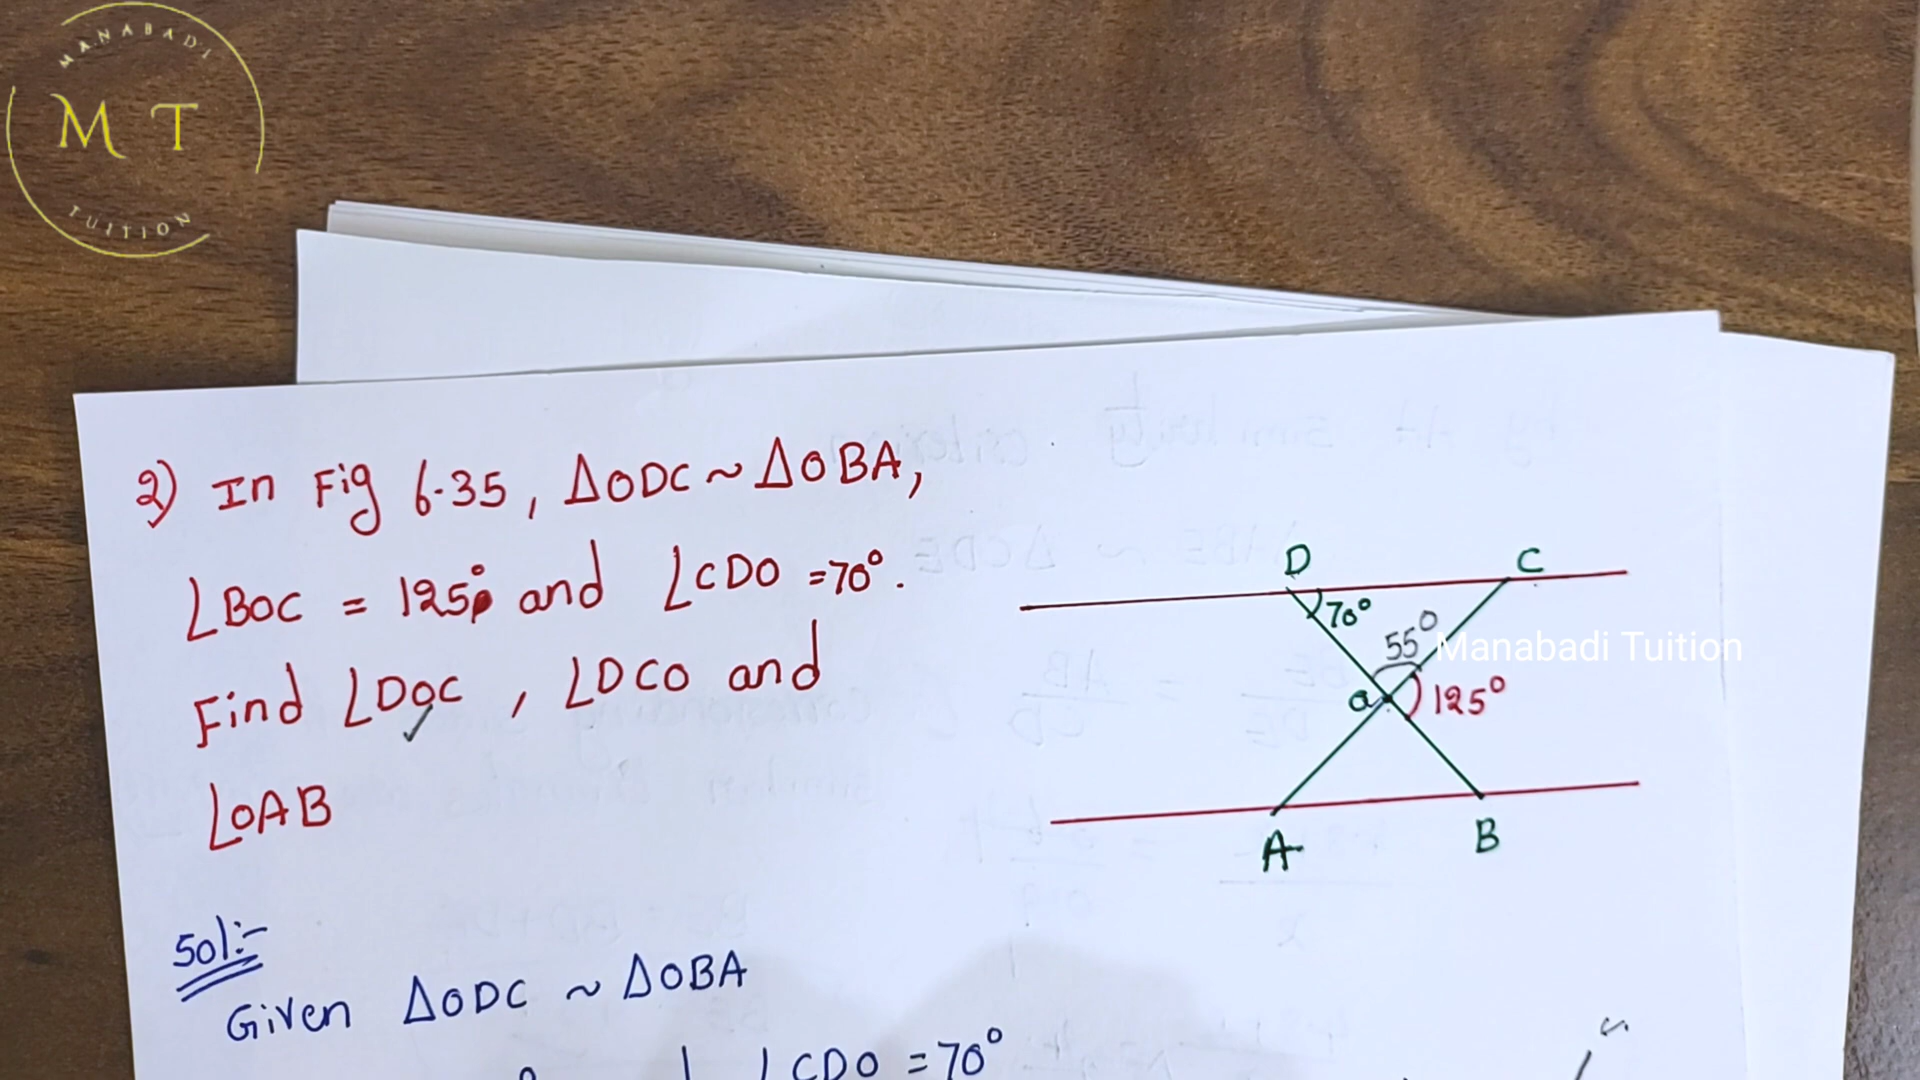 MANABADI
M T
TUITION
2) In Fig 6.35, ΔODC ~ ΔOBA,
∠BOC = 125° and ∠CDO = 70°.
Find ∠DOC, ∠DCO and
∠OAB
D C
70°
55°
Manabadi Tuition
125°
A B
Sol:-
Given ΔODC ~ ΔOBA
∠CDO = 70°